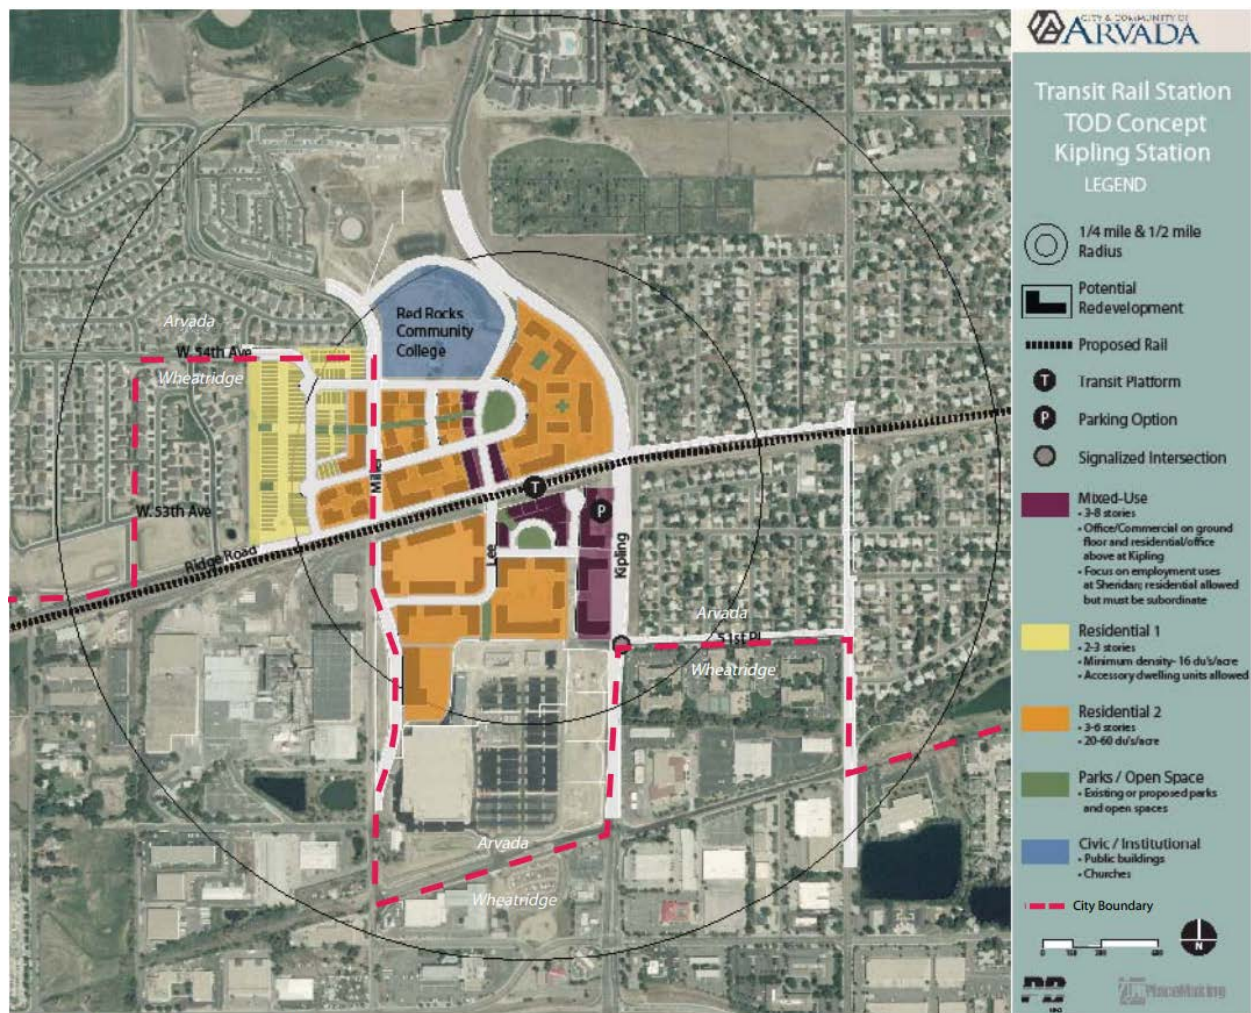 Arvada
W. 54th Ave
Wheatridge
Red Rocks
Community
College
Miller
W. 53th Ave
Ridge Road
T
P
Lee
Kipling
Arvada
51st Pl
Wheatridge
Arvada
Wheatridge
CITY & COMMUNITY OF
ARVADA
Transit Rail Station
TOD Concept
Kipling Station
LEGEND
1/4 mile & 1/2 mile
Radius
Potential
Redevelopment
Proposed Rail
T
Transit Platform
P
Parking Option
Signalized Intersection
Mixed-Use
• 3-8 stories
• Office/Commercial on ground
floor and residential/office
above at Kipling
• Focus on employment uses
at Sheridan; residential allowed
but must be subordinate
Residential 1
• 2-3 stories
• Minimum density- 16 du's/acre
• Accessory dwelling units allowed
Residential 2
• 3-6 stories
• 20-60 du's/acre
Parks / Open Space
• Existing or proposed parks
and open spaces
Civic / Institutional
• Public buildings
• Churches
City Boundary
N
0
PB
PlaceMaking